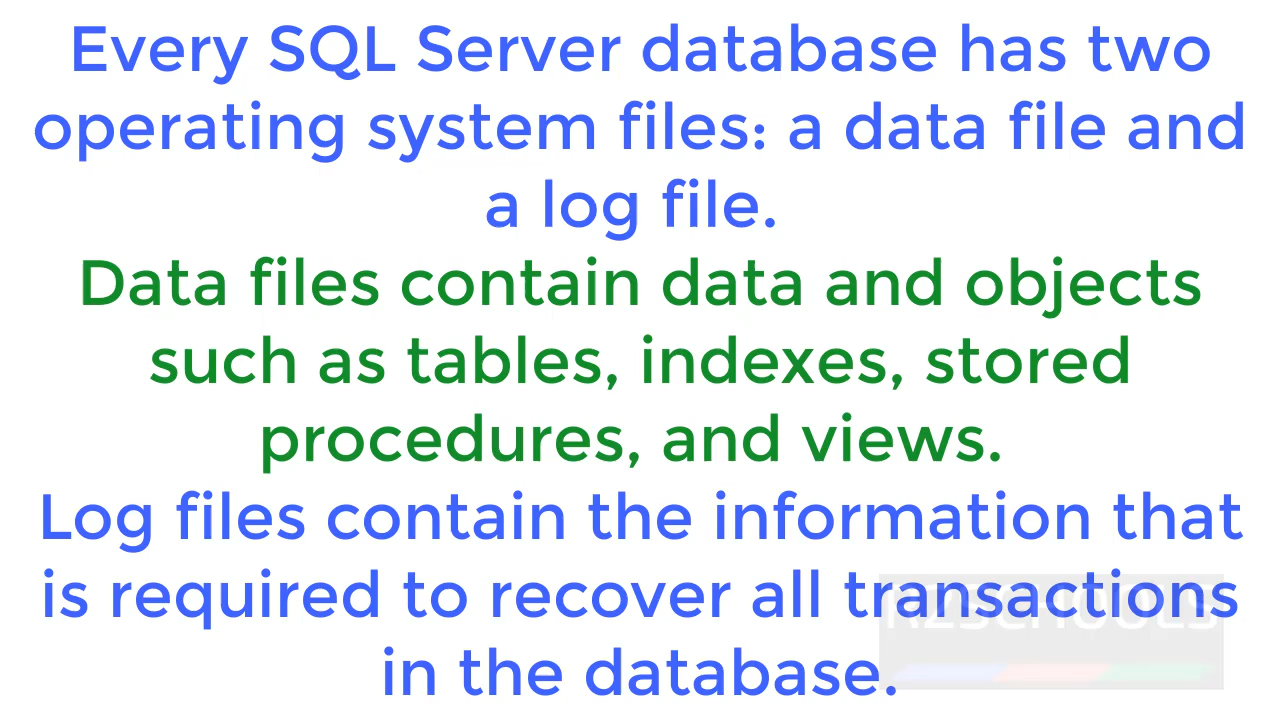 Every SQL Server database has two
operating system files: a data file and
a log file.
Data files contain data and objects
such as tables, indexes, stored
procedures, and views.
Log files contain the information that
is required to recover all transactions
in the database.
RZSCHOOLS